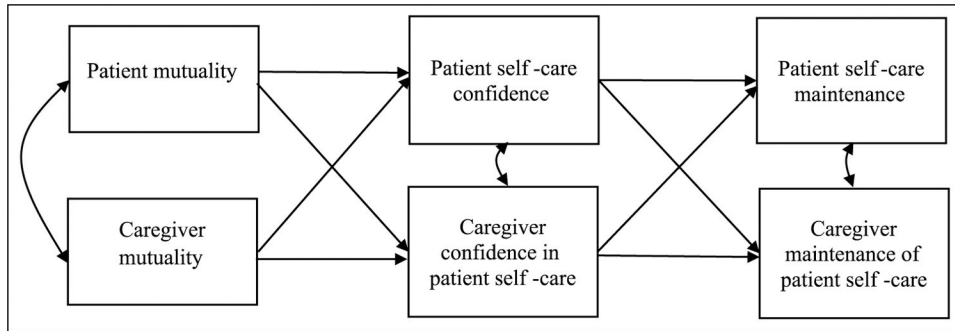 Patient mutuality
Patient self -care
confidence
Patient self -care
maintenance
Caregiver
mutuality
Caregiver
confidence in
patient self -care
Caregiver
maintenance of
patient self -care